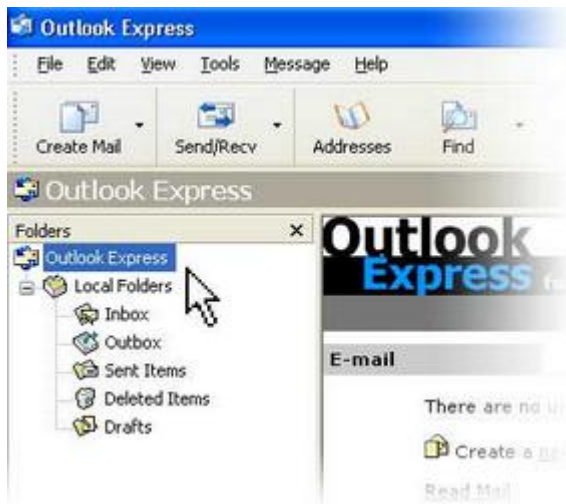 Outlook Express
File Edit View Tools Message Help
Create Mail Send/Recv Addresses Find
Outlook Express
Folders
Outlook Express
Local Folders
Inbox
Outbox
Sent Items
Deleted Items
Drafts
Outlook
Express
E-mail
There are no
Create a
Read Mail